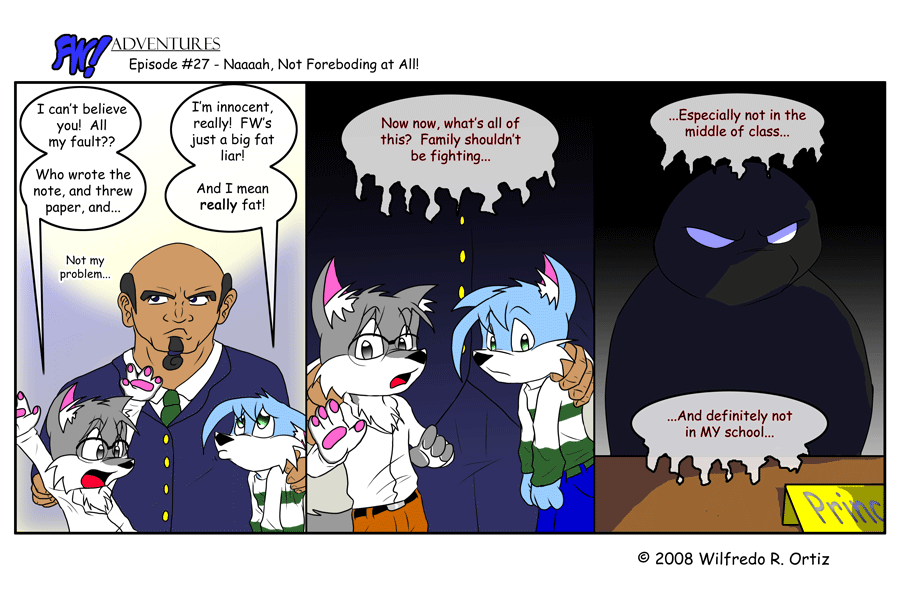 FW! ADVENTURES
Episode #27 - Naaaah, Not Foreboding at All!
I can't believe
you! All
my fault??
Who wrote the
note, and threw
paper, and...
I'm innocent,
really! FW's
just a big fat
liar!
And I mean
really fat!
Not my
problem...
Now now, what's all of
this? Family shouldn't
be fighting...
...Especially not in the
middle of class...
...And definitely not
in MY school...
Princ
© 2008 Wilfredo R. Ortiz